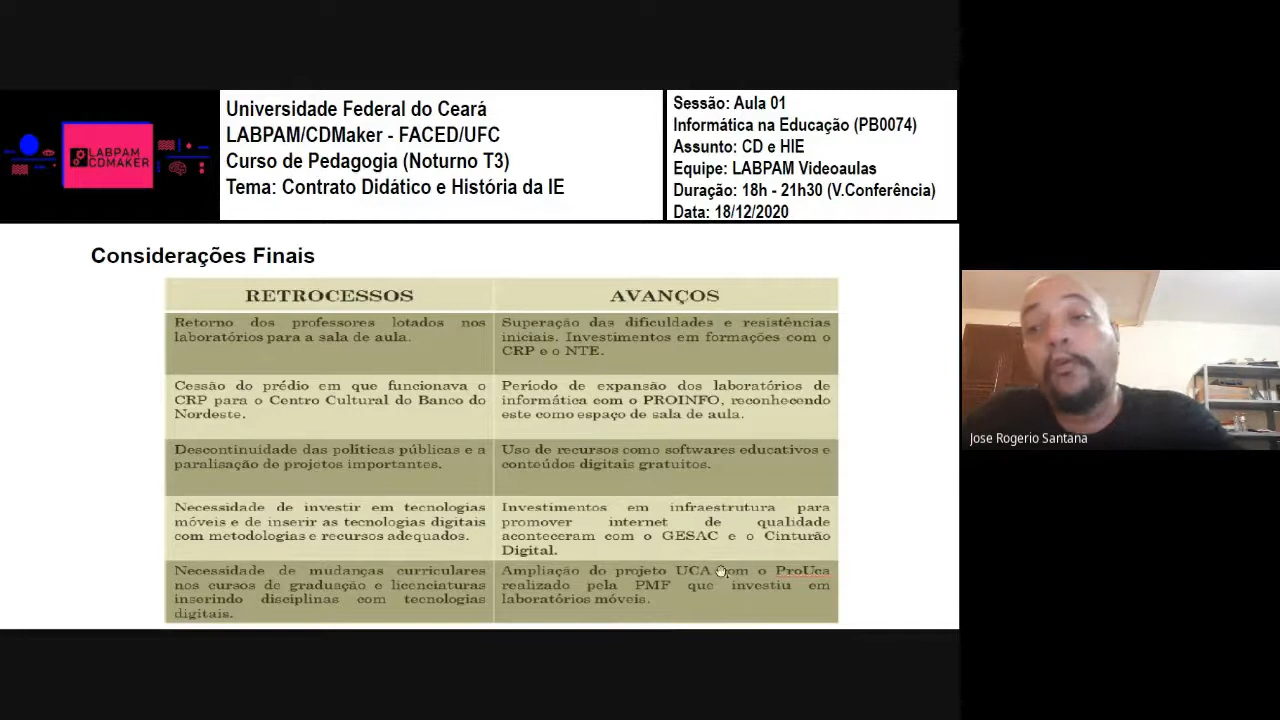 LABPAM
CDMAKER
Universidade Federal do Ceará
LABPAM/CDMaker - FACED/UFC
Curso de Pedagogia (Noturno T3)
Tema: Contrato Didático e História da IE
Sessão: Aula 01
Informática na Educação (PB0074)
Assunto: CD e HIE
Equipe: LABPAM Videoaulas
Duração: 18h - 21h30 (V.Conferência)
Data: 18/12/2020
Considerações Finais
RETROCESSOS
AVANÇOS
Retorno dos professores lotados nos
laboratórios para a sala de aula.
Superação das dificuldades e resistências
iniciais. Investimentos em formações com o
CRP e o NTE.
Cessão do prédio em que funcionava o
CRP para o Centro Cultural do Banco do
Nordeste.
Período de expansão dos laboratórios de
informática com o PROINFO, reconhecendo
este como espaço de sala de aula.
Descontinuidade das políticas públicas e a
paralisação de projetos importantes.
Uso de recursos como softwares educativos e
conteúdos digitais gratuitos.
Necessidade de investir em tecnologias
móveis e de inserir as tecnologias digitais
com metodologias e recursos adequados.
Investimentos em infraestrutura para
promover internet de qualidade
aconteceram com o GESAC e o Cinturão
Digital.
Necessidade de mudanças curriculares
nos cursos de graduação e licenciaturas
inserindo disciplinas com tecnologias
digitais.
Ampliação do projeto UCA com o ProUca
realizado pela PMF que investiu em
laboratórios móveis.
Jose Rogerio Santana